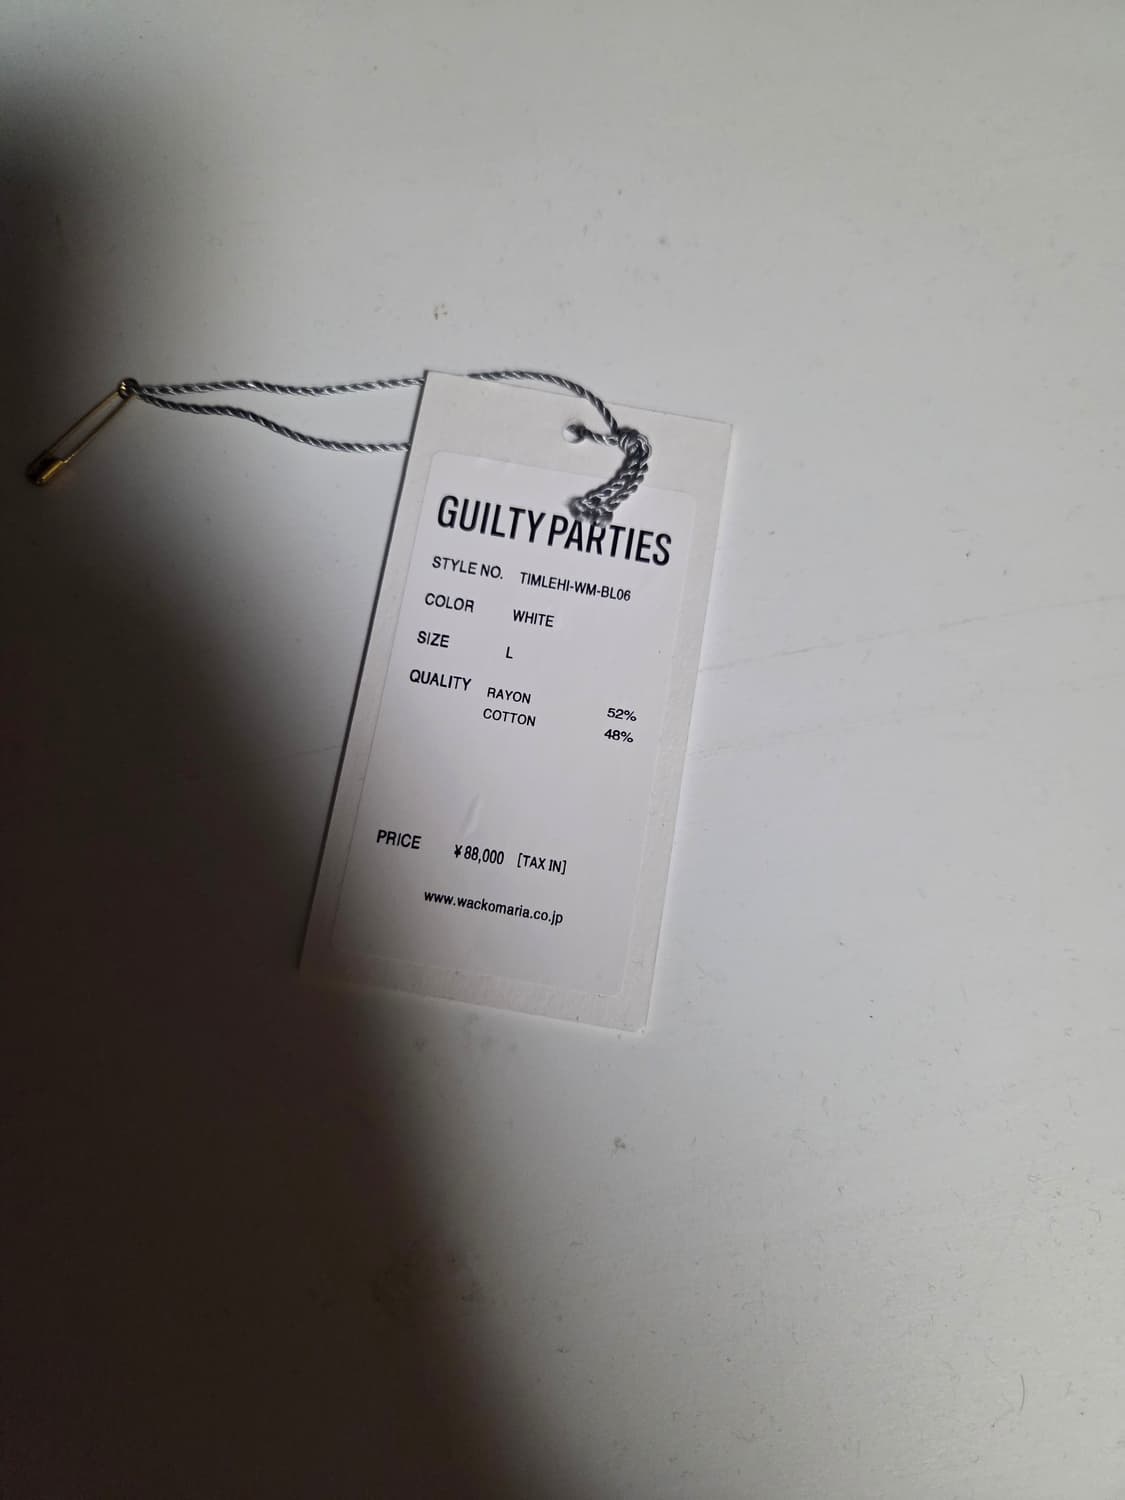 GUILTY PARTIES
STYLE NO. TIMLEHI-WM-BL06
COLOR WHITE
SIZE L
QUALITY RAYON 52%
COTTON 48%
PRICE ¥88,000 [TAX IN]
www.wackomaria.co.jp